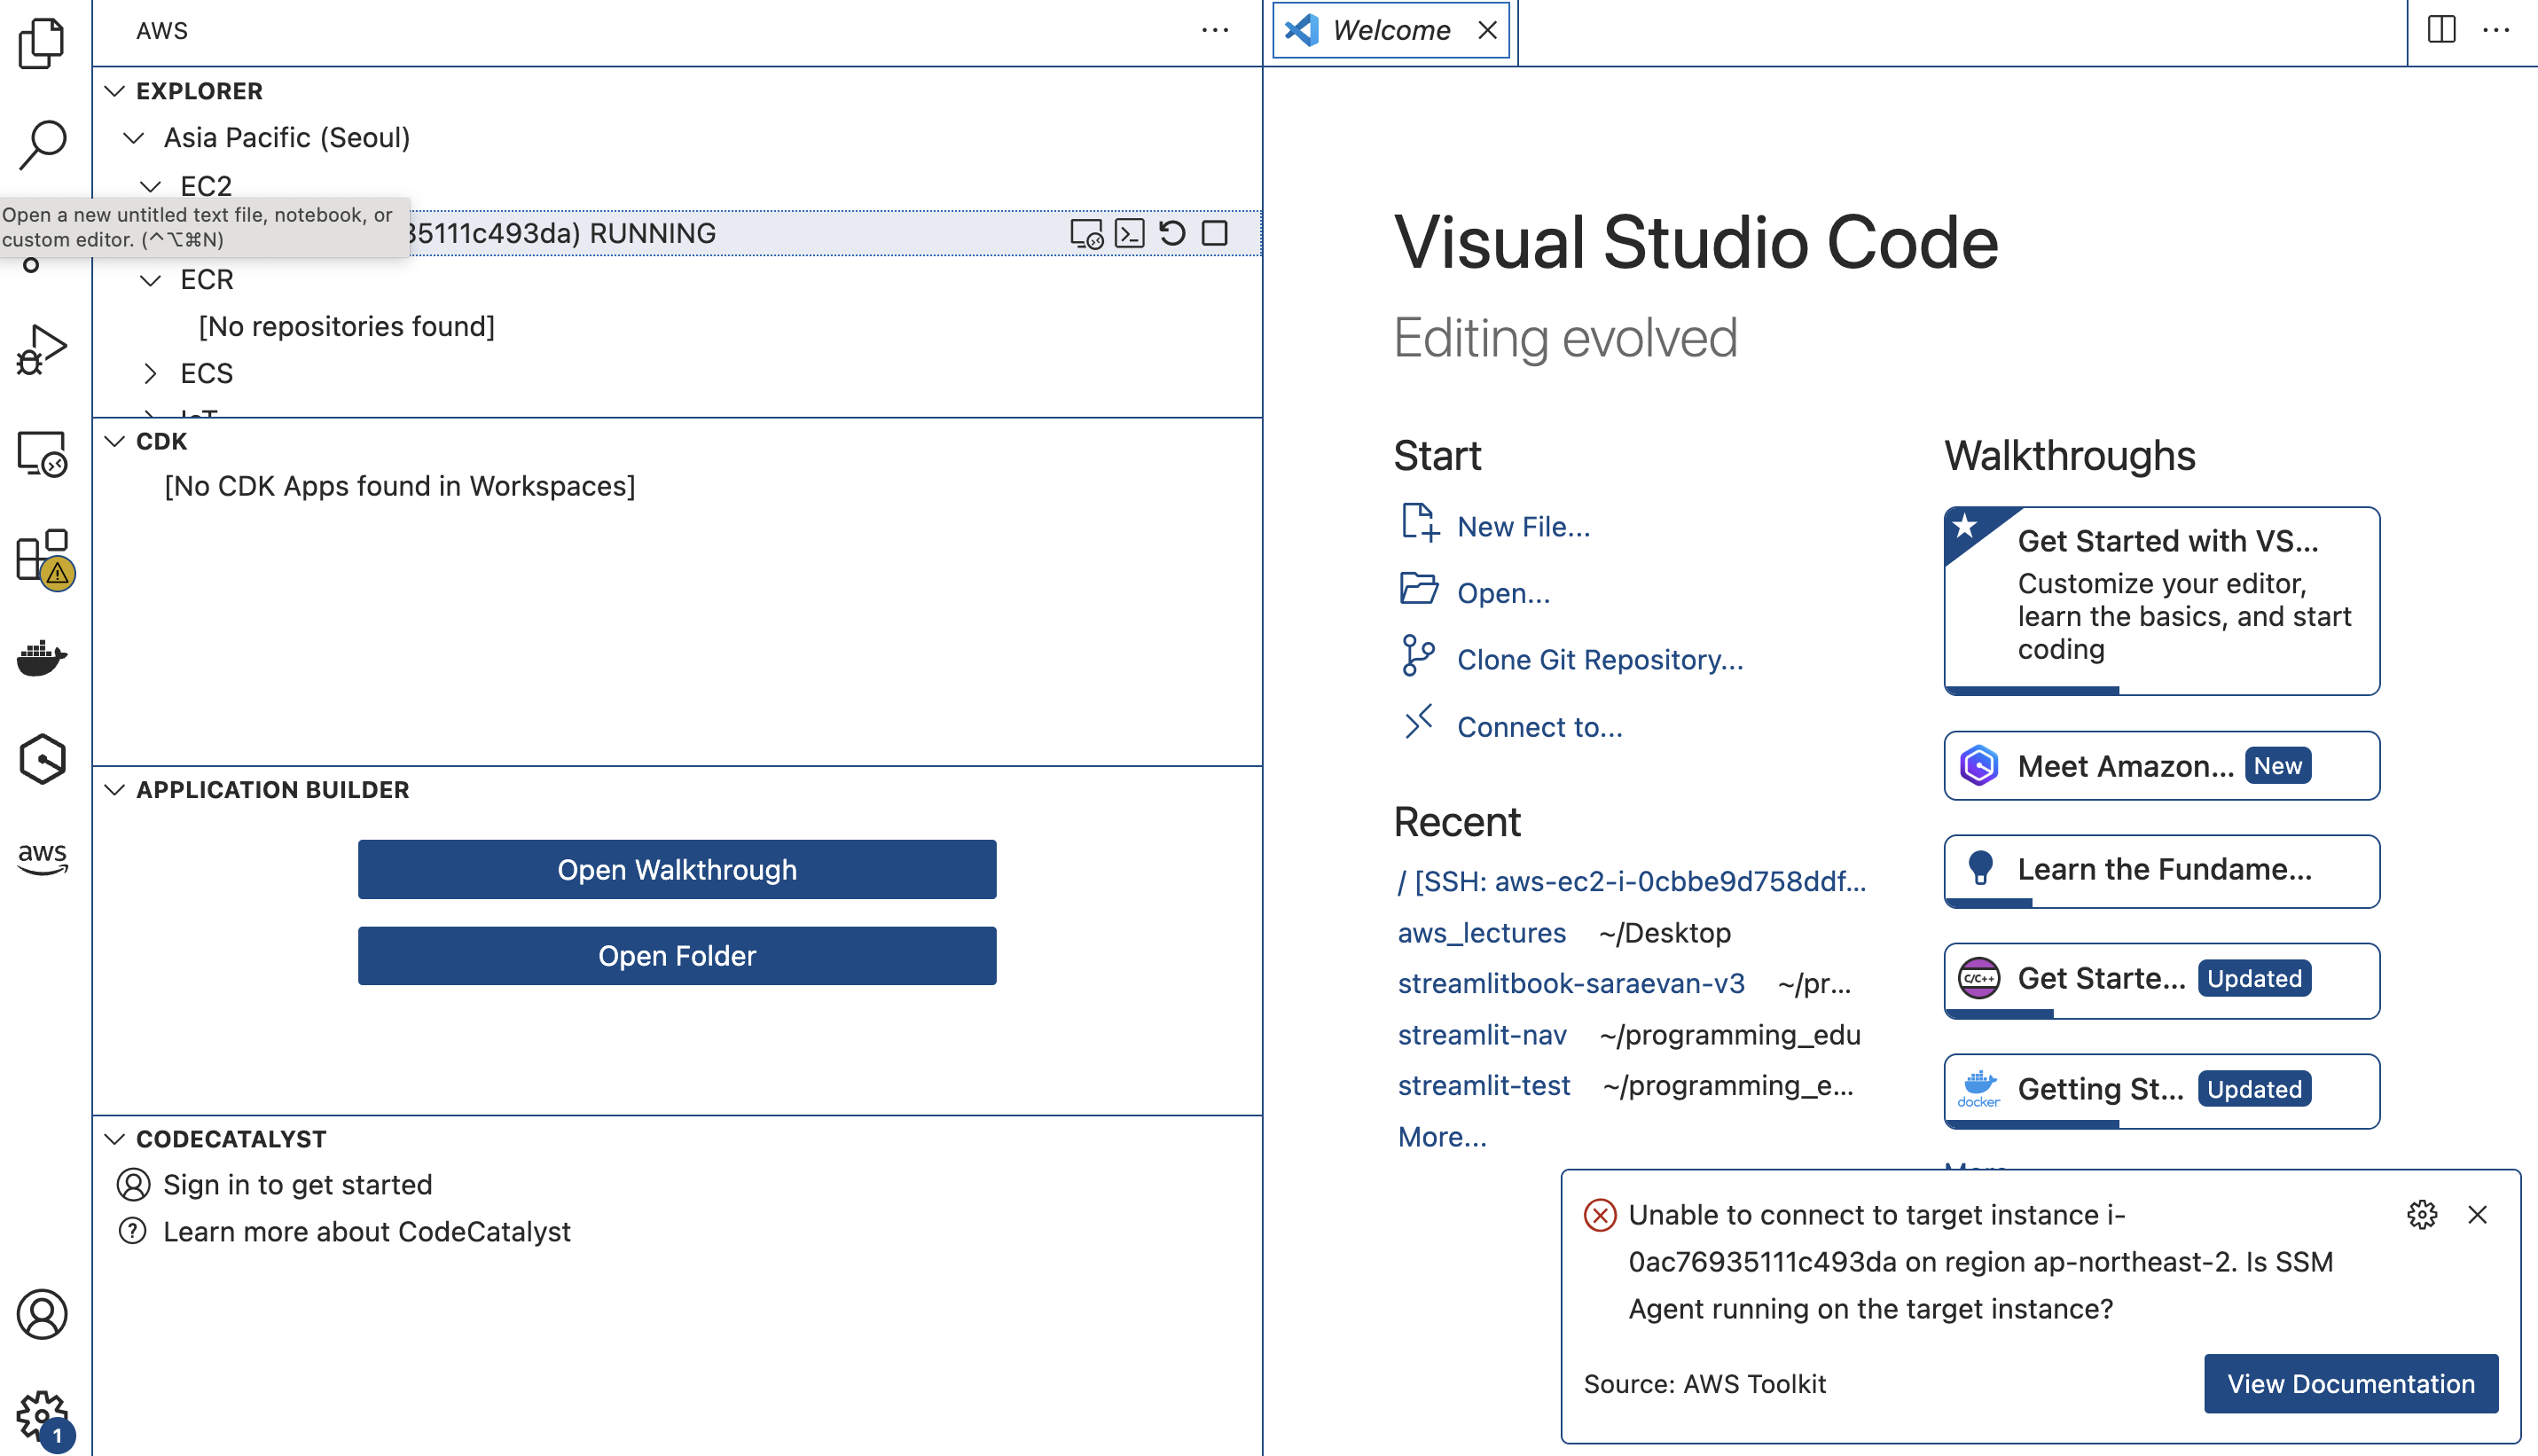 AWS
EXPLORER
Asia Pacific (Seoul)
EC2
Open a new untitled text file, notebook, or
custom editor. (^⌥⌘N)
35111c493da) RUNNING
ECR
[No repositories found]
ECS
IoT
CDK
[No CDK Apps found in Workspaces]
APPLICATION BUILDER
Open Walkthrough
Open Folder
CODECATALYST
Sign in to get started
Learn more about CodeCatalyst
aws
1
Welcome
Visual Studio Code
Editing evolved
Start
New File...
Open...
Clone Git Repository...
Connect to...
Recent
/ [SSH: aws-ec2-i-0cbbe9d758ddf...
aws_lectures ~/Desktop
streamlitbook-saraevan-v3 ~/pr...
streamlit-nav ~/programming_edu
streamlit-test ~/programming_e...
More...
Walkthroughs
Get Started with VS...
Customize your editor,
learn the basics, and start
coding
Meet Amazon... New
Learn the Fundame...
C/C++ Get Starte... Updated
docker Getting St... Updated
More...
Unable to connect to target instance i-
0ac76935111c493da on region ap-northeast-2. Is SSM
Agent running on the target instance?
Source: AWS Toolkit
View Documentation